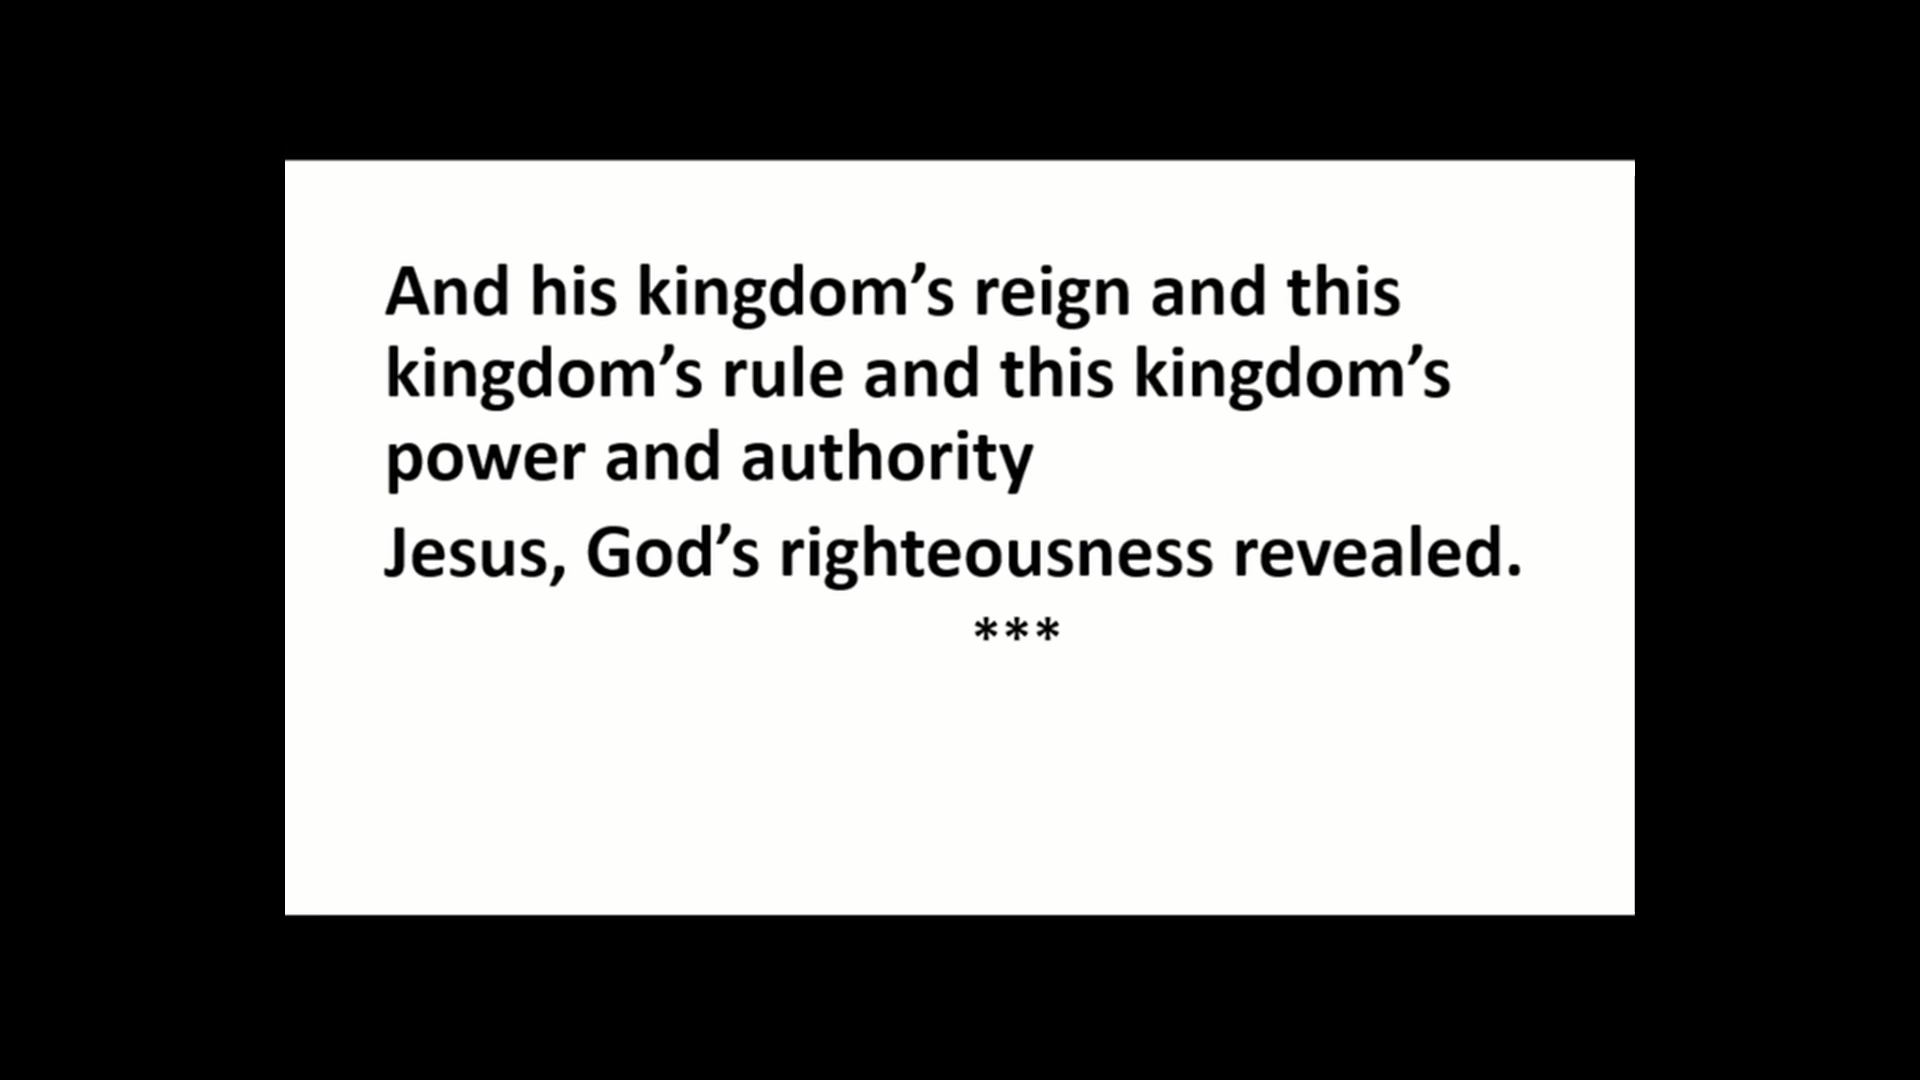 And his kingdom’s reign and this
kingdom’s rule and this kingdom’s
power and authority
Jesus, God’s righteousness revealed.
***